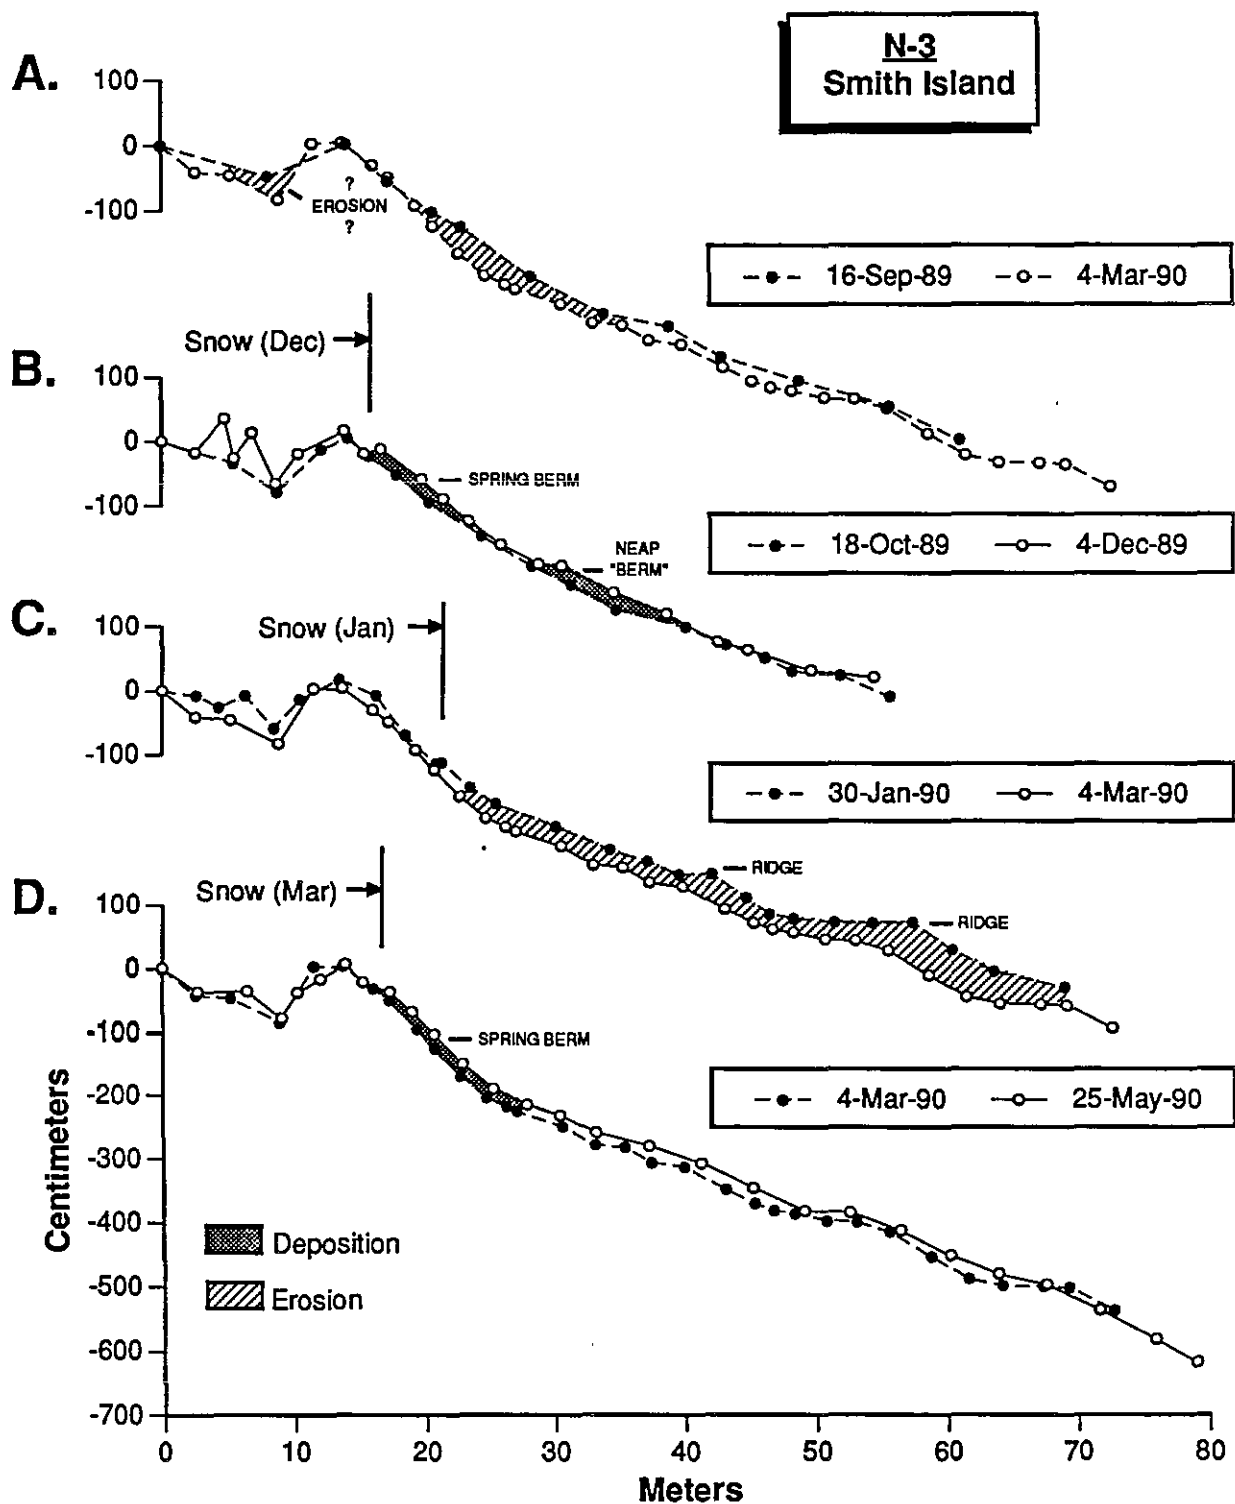 N-3
Smith Island
A.
100
0
-100
?
EROSION
?
16-Sep-89 4-Mar-90
Snow (Dec)
B.
100
0
-100
SPRING BERM
NEAP
"BERM"
18-Oct-89 4-Dec-89
C.
Snow (Jan)
100
0
-100
30-Jan-90 4-Mar-90
RIDGE
RIDGE
Snow (Mar)
D.
100
0
-100
-200
-300
-400
-500
-600
-700
SPRING BERM
4-Mar-90 25-May-90
Centimeters
Deposition
Erosion
0 10 20 30 40 50 60 70 80
Meters